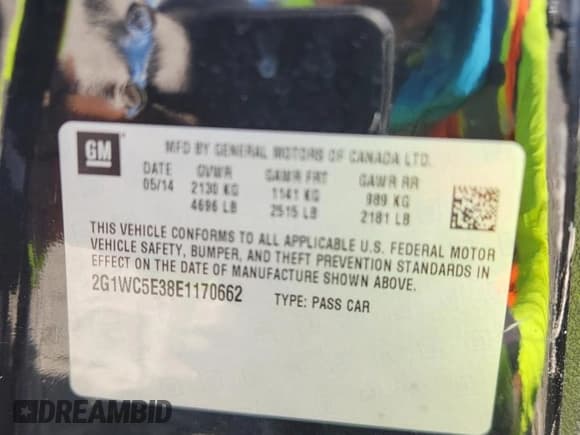 GM
MFD BY GENERAL MOTORS OF CANADA LTD.
DATE GVWR GAWR FRT GAWR RR
05/14 2130 KG 1141 KG 989 KG
4696 LB 2515 LB 2181 LB
THIS VEHICLE CONFORMS TO ALL APPLICABLE U.S. FEDERAL MOTOR
VEHICLE SAFETY, BUMPER, AND THEFT PREVENTION STANDARDS IN
EFFECT ON THE DATE OF MANUFACTURE SHOWN ABOVE.
2G1WC5E38E1170662 TYPE: PASS CAR
DREAMBID